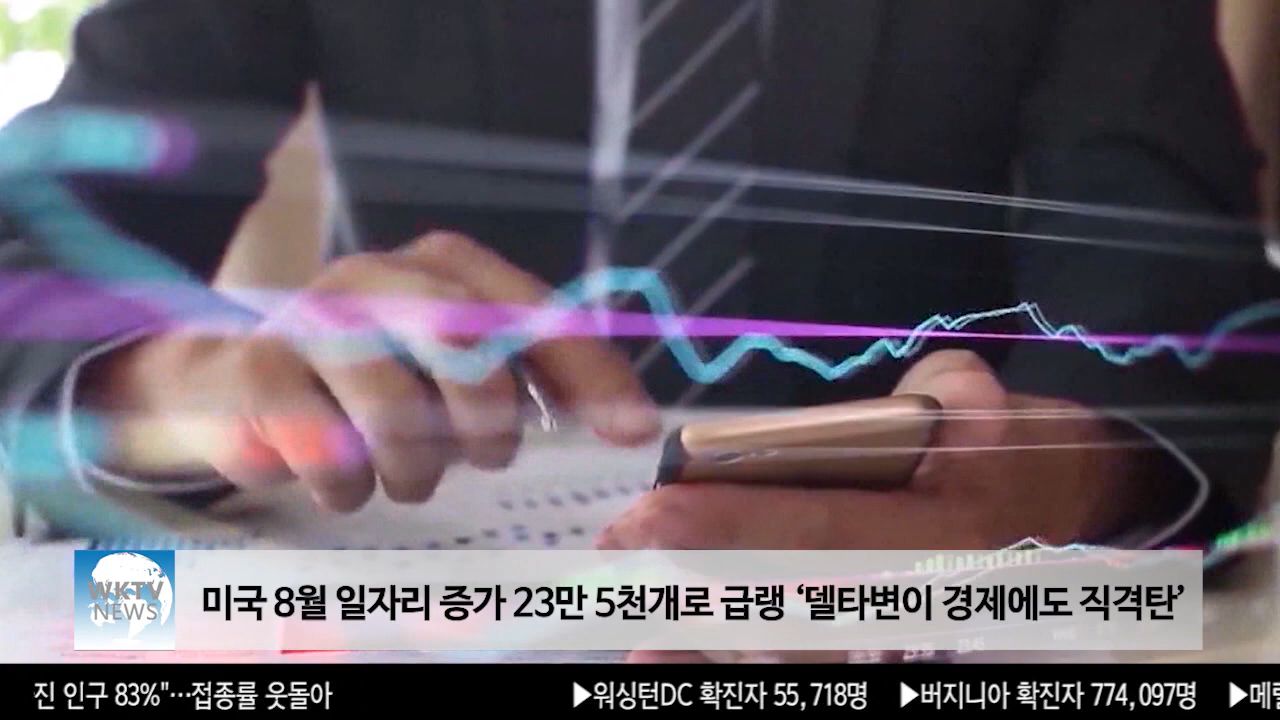 WKTV
NEWS
미국 8월 일자리 증가 23만 5천개로 급랭 ‘델타변이 경제에도 직격탄’
진 인구 83%"…접종률 웃돌아 ▶워싱턴DC 확진자 55,718명 ▶버지니아 확진자 774,097명 ▶메릴